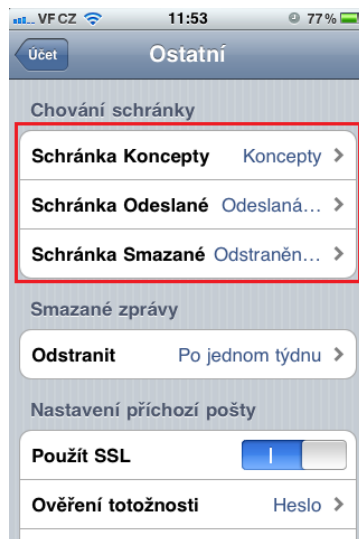 VF CZ 11:53 77%
Účet Ostatní
Chování schránky
Schránka Koncepty Koncepty
Schránka Odeslané Odeslaná...
Schránka Smazané Odstraněn...
Smazané zprávy
Odstranit Po jednom týdnu
Nastavení příchozí pošty
Použít SSL
Ověření totožnosti Heslo